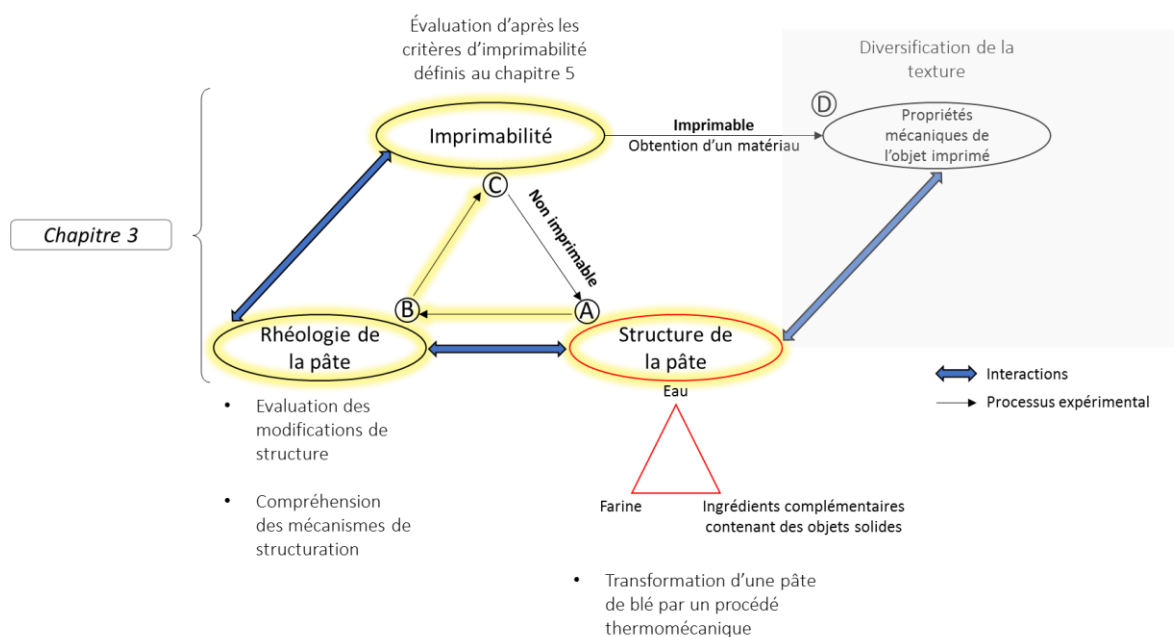 Évaluation d’après les
critères d’imprimabilité
définis au chapitre 5
Diversification de la
texture
D
Imprimabilité
Imprimable
Obtention d’un matériau
Propriétés
mécaniques de
l’objet imprimé
C
Non imprimable
Chapitre 3
B
A
Rhéologie de
la pâte
Structure de
la pâte
Interactions
Processus expérimental
• Evaluation des
modifications de
structure
• Compréhension
des mécanismes de
structuration
Eau
Farine
Ingrédients complémentaires
contenant des objets solides
• Transformation d’une pâte
de blé par un procédé
thermomécanique